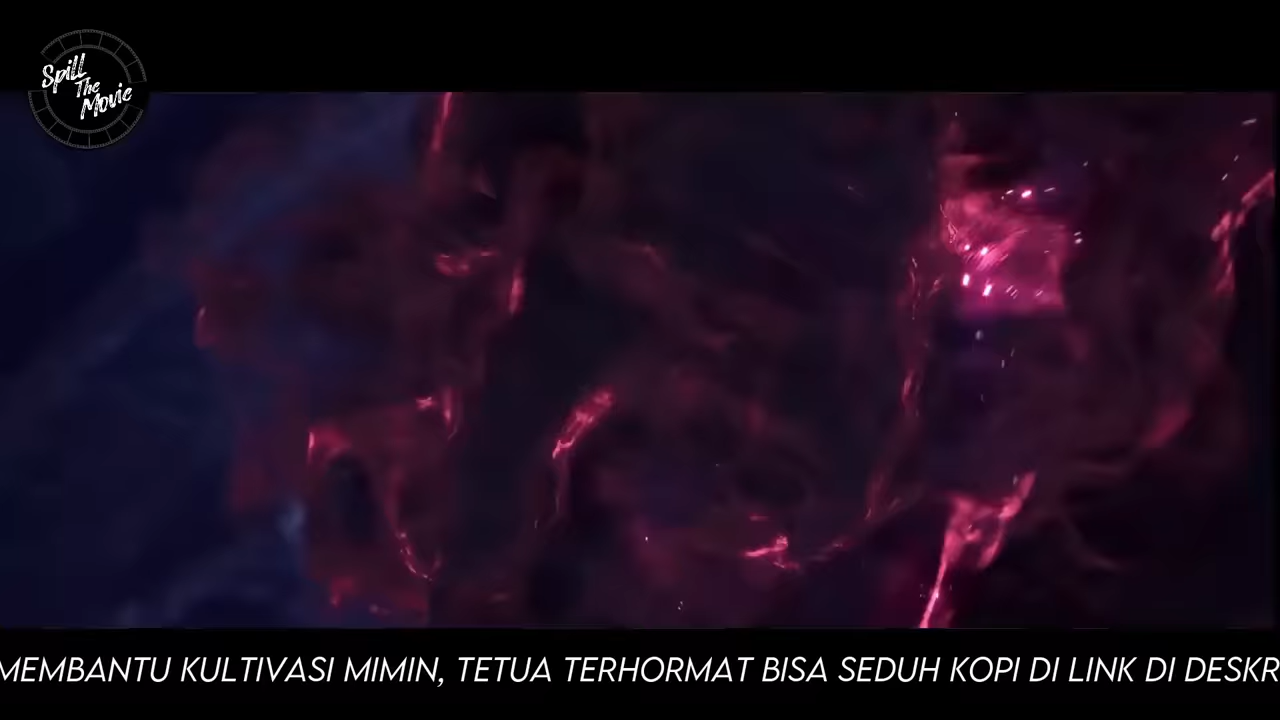 Spill
The
Movie
MEMBANTU KULTIVASI MIMIN, TETUA TERHORMAT BISA SEDUH KOPI DI LINK DI DESKR